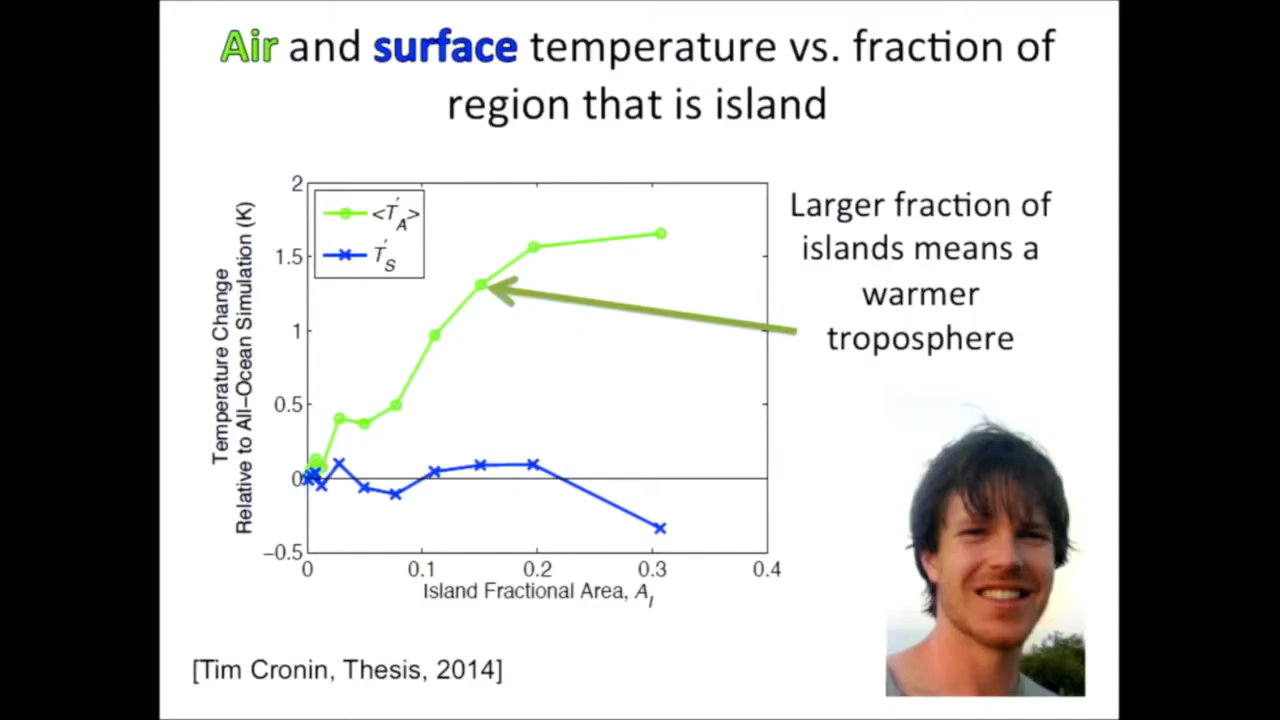 Air and surface temperature vs. fraction of
region that is island
Temperature Change
Relative to All-Ocean Simulation (K)
2
1.5
1
0.5
0
-0.5
<T'A>
T'S
0 0.1 0.2 0.3 0.4
Island Fractional Area, AI
Larger fraction of
islands means a
warmer
troposphere
[Tim Cronin, Thesis, 2014]